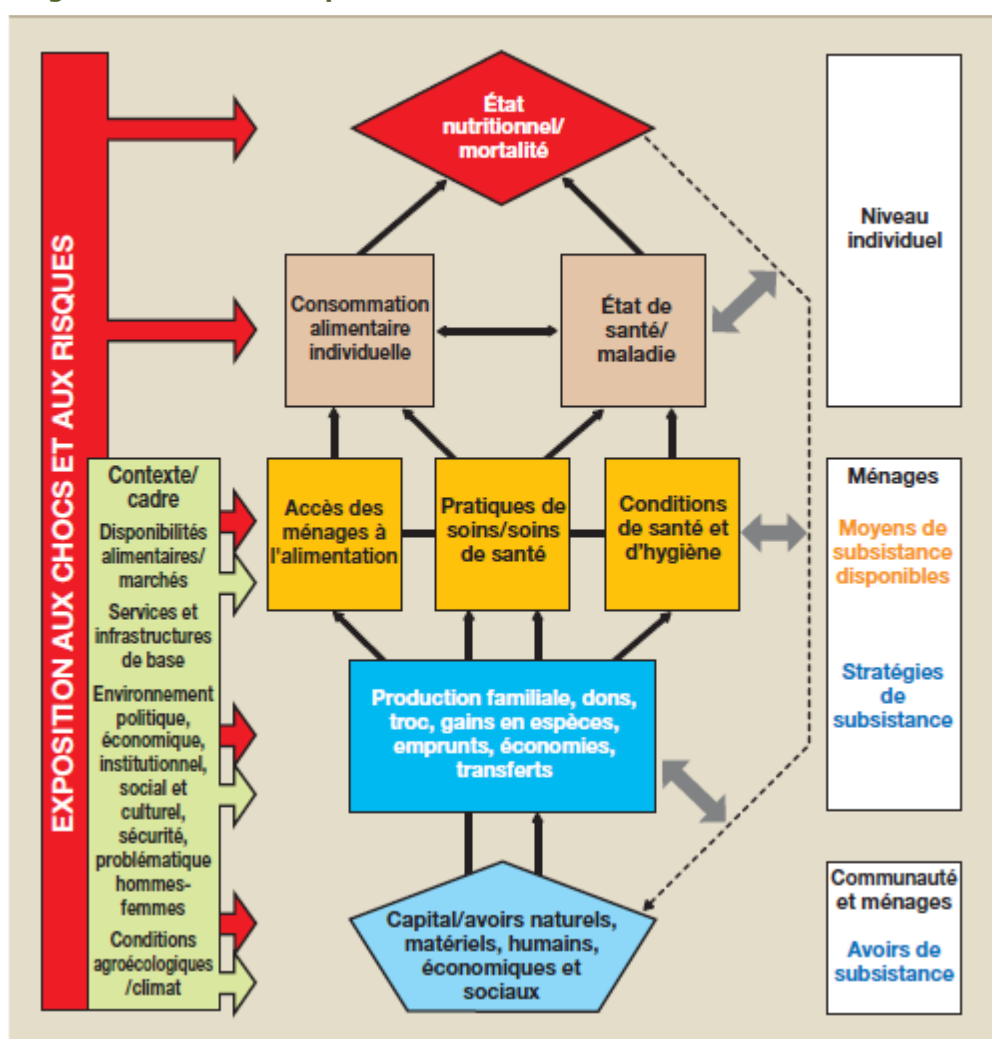 EXPOSITION AUX CHOCS ET AUX RISQUES
État
nutritionnel/
mortalité
Niveau
individuel
Consommation
alimentaire
individuelle
État de
santé/
maladie
Contexte/
cadre
Disponibilités
alimentaires/
marchés
Services et
infrastructures
de base
Environnement
politique,
économique,
institutionnel,
social et
culturel,
sécurité,
problématique
hommes-
femmes
Conditions
agroécologiques
/climat
Accès des
ménages à
l'alimentation
Pratiques de
soins/soins
de santé
Conditions
de santé et
d'hygiène
Ménages
Moyens de
subsistance
disponibles
Stratégies
de
subsistance
Production familiale, dons,
troc, gains en espèces,
emprunts, économies,
transferts
Capital/avoirs naturels,
matériels, humains,
économiques et
sociaux
Communauté
et ménages
Avoirs de
subsistance